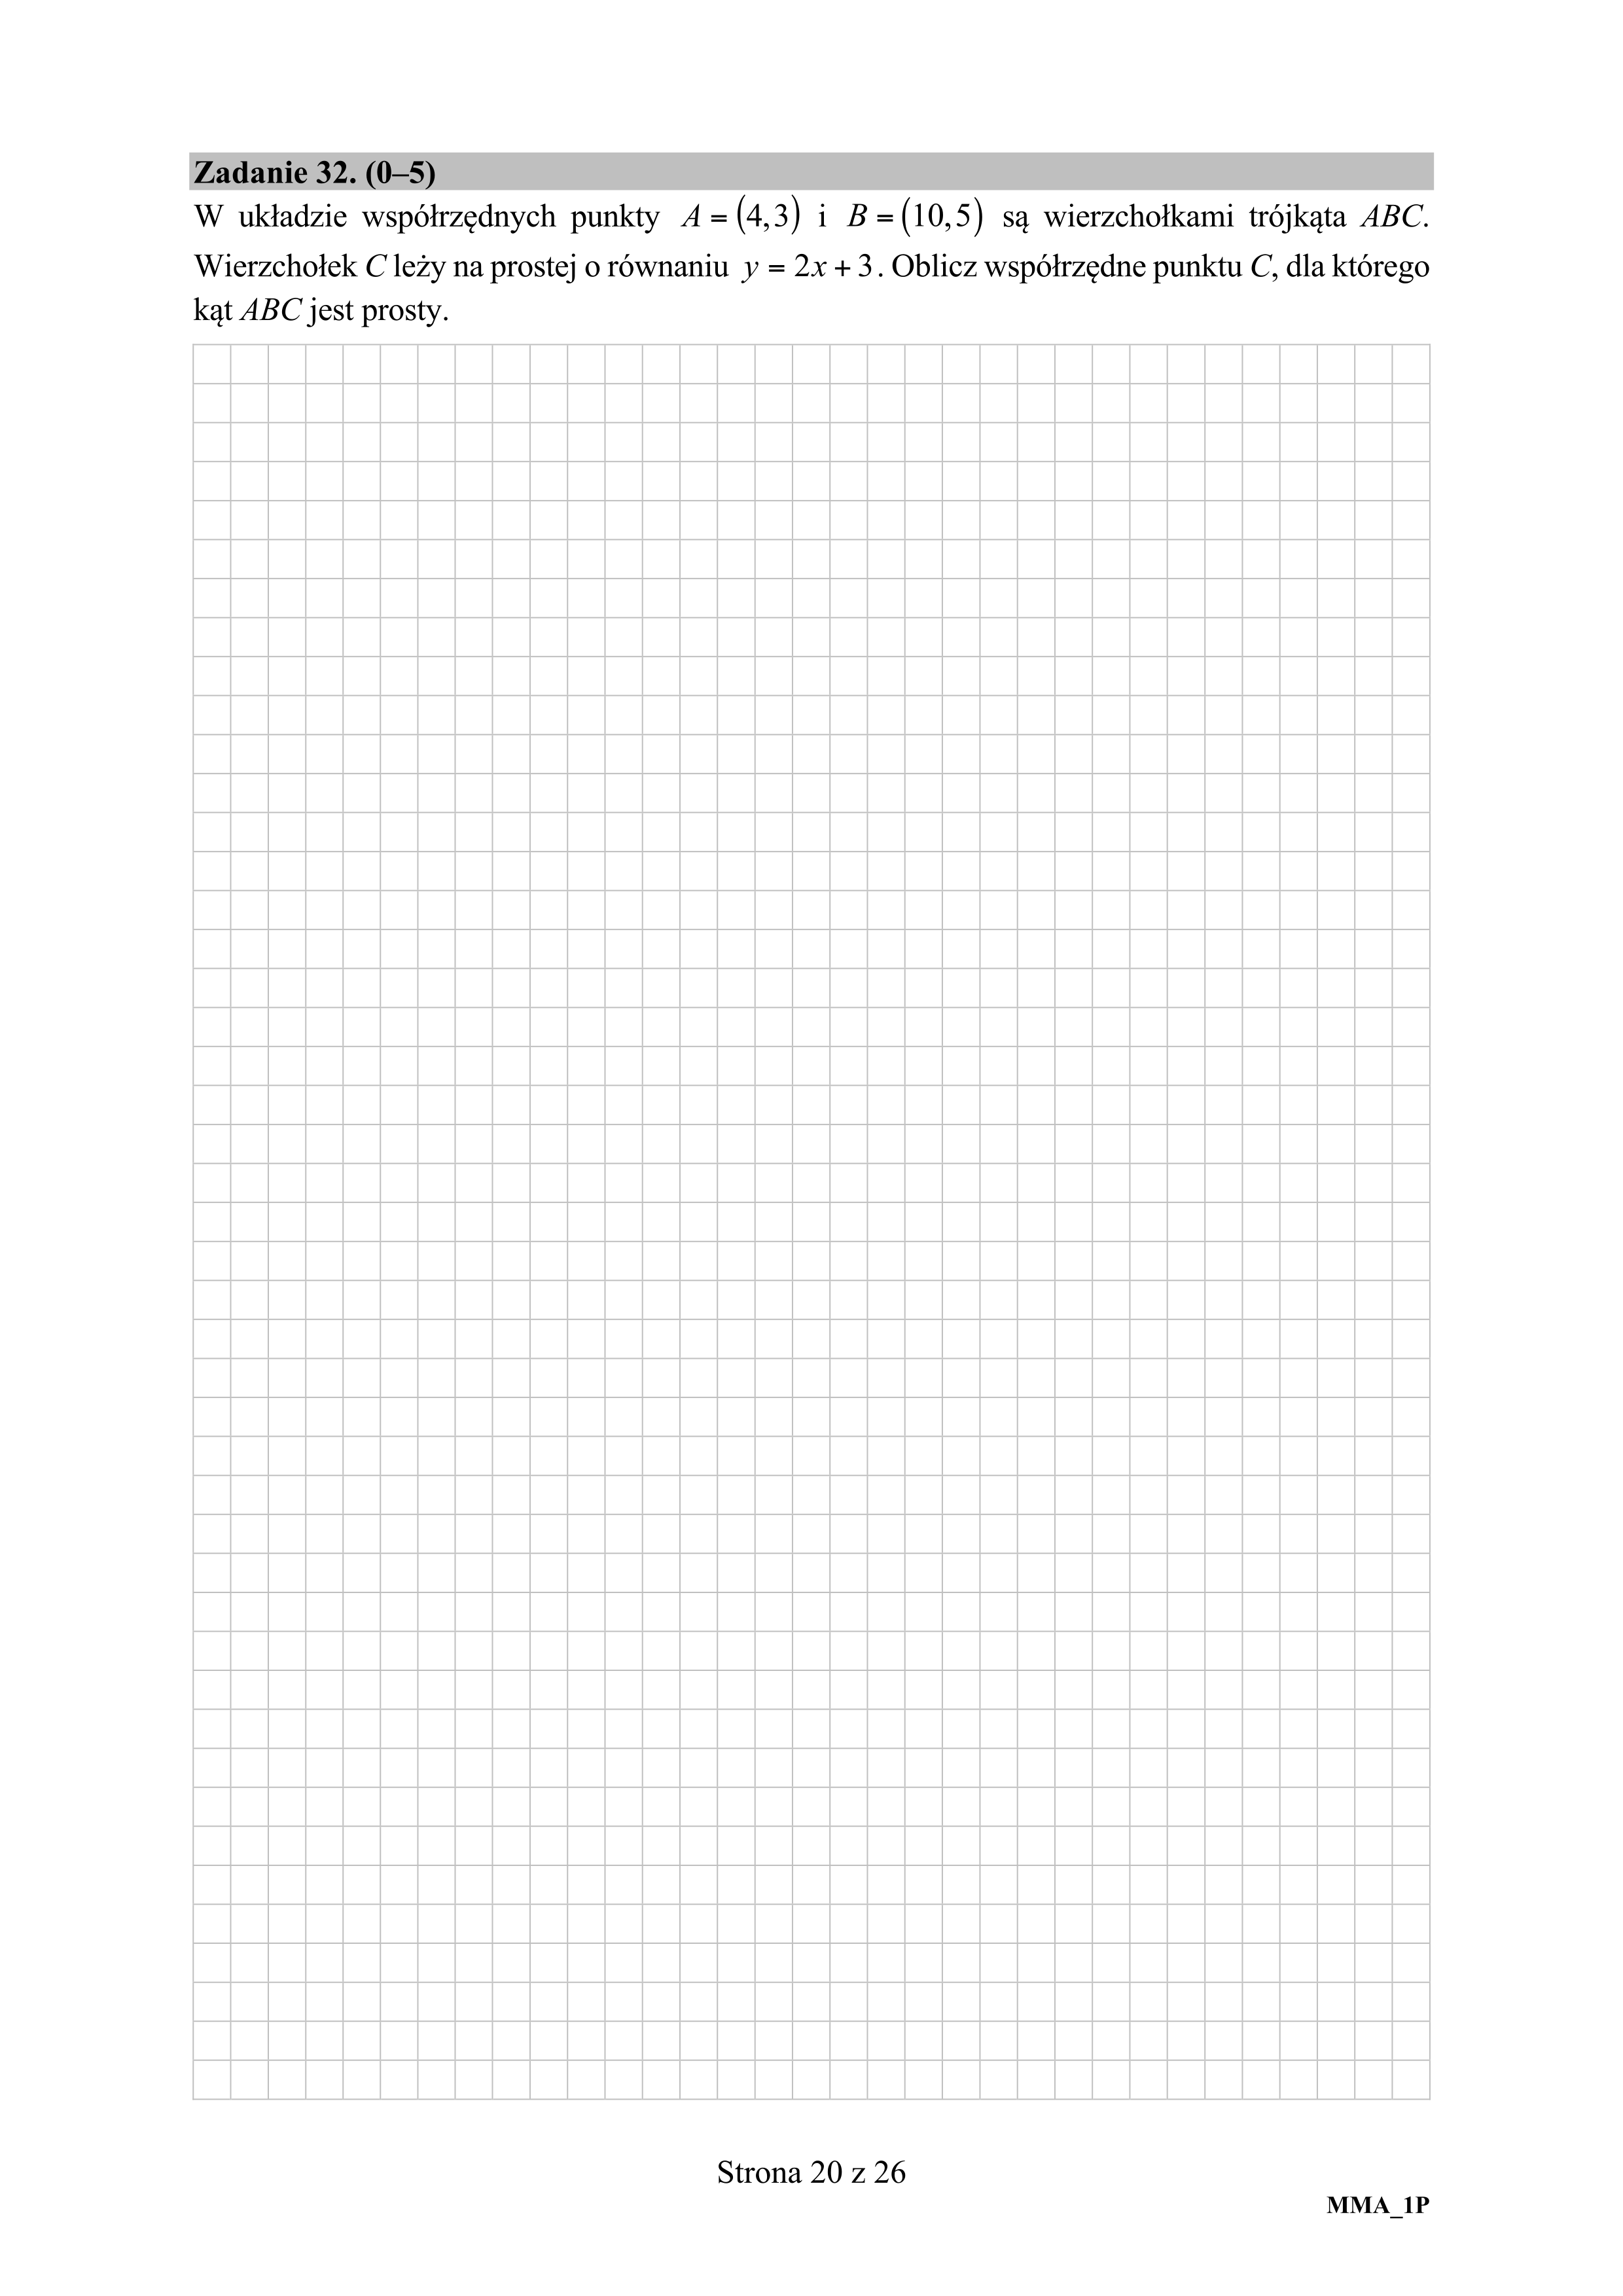 Zadanie 32. (0–5)
W układzie współrzędnych punkty A = (4,3) i B = (10,5) są wierzchołkami trójkąta ABC.
Wierzchołek C leży na prostej o równaniu y = 2x + 3. Oblicz współrzędne punktu C, dla którego
kąt ABC jest prosty.
Strona 20 z 26
MMA_1P